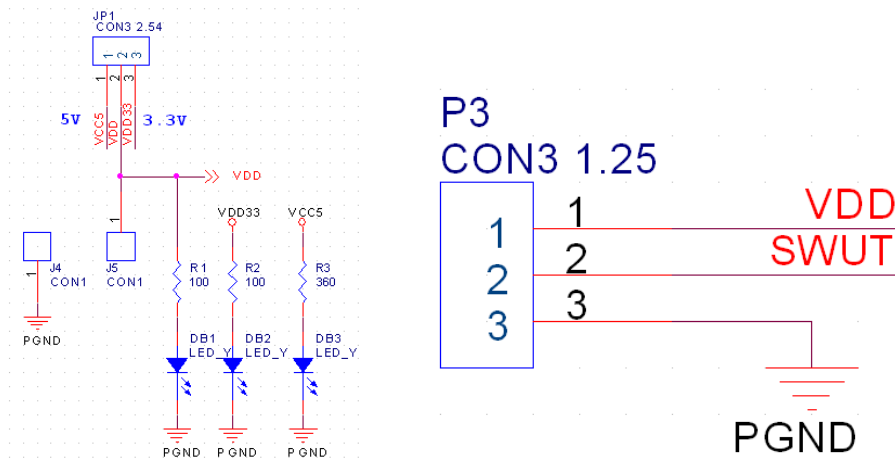 JP1
CON3 2.54
1 2 3
1 2 3
5V VCC5 VDD VDD33 3.3V
VDD
1
J4
CON1
1
PGND
J5
CON1
VDD33
VCC5
R1
100
R2
100
R3
360
DB1
LED_Y
DB2
LED_Y
DB3
LED_Y
PGND PGND PGND
P3
CON3 1.25
1 1 VDD
2 2 SWUT
3 3
PGND